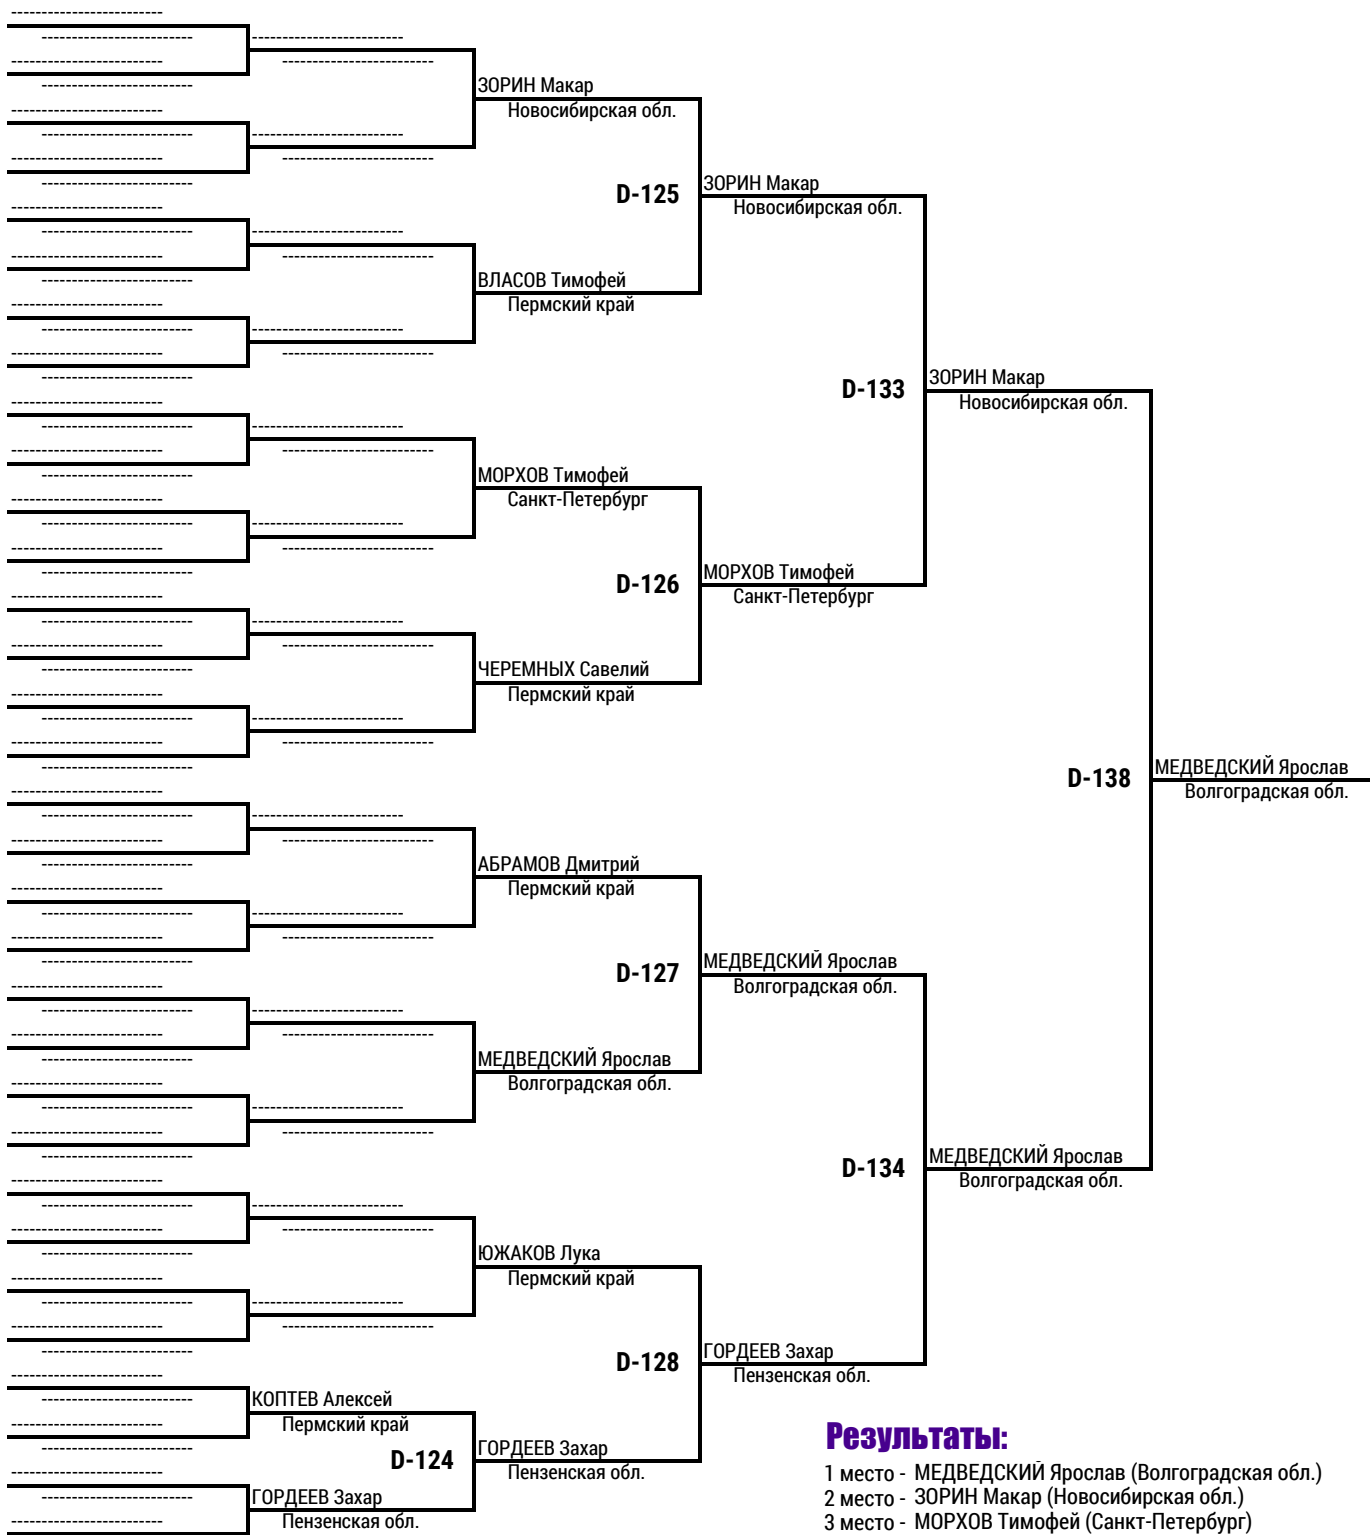 ЗОРИН Макар
Новосибирская обл.
D-125
ЗОРИН Макар
Новосибирская обл.
ВЛАСОВ Тимофей
Пермский край
D-133
ЗОРИН Макар
Новосибирская обл.
МОРХОВ Тимофей
Санкт-Петербург
D-126
МОРХОВ Тимофей
Санкт-Петербург
ЧЕРЕМНЫХ Савелий
Пермский край
D-138
МЕДВЕДСКИЙ Ярослав
Волгоградская обл.
АБРАМОВ Дмитрий
Пермский край
D-127
МЕДВЕДСКИЙ Ярослав
Волгоградская обл.
МЕДВЕДСКИЙ Ярослав
Волгоградская обл.
D-134
МЕДВЕДСКИЙ Ярослав
Волгоградская обл.
ЮЖАКОВ Лука
Пермский край
D-128
ГОРДЕЕВ Захар
Пензенская обл.
КОПТЕВ Алексей
Пермский край
D-124
ГОРДЕЕВ Захар
Пензенская обл.
ГОРДЕЕВ Захар
Пензенская обл.
Результаты:
1 место - МЕДВЕДСКИЙ Ярослав (Волгоградская обл.)
2 место - ЗОРИН Макар (Новосибирская обл.)
3 место - МОРХОВ Тимофей (Санкт-Петербург)